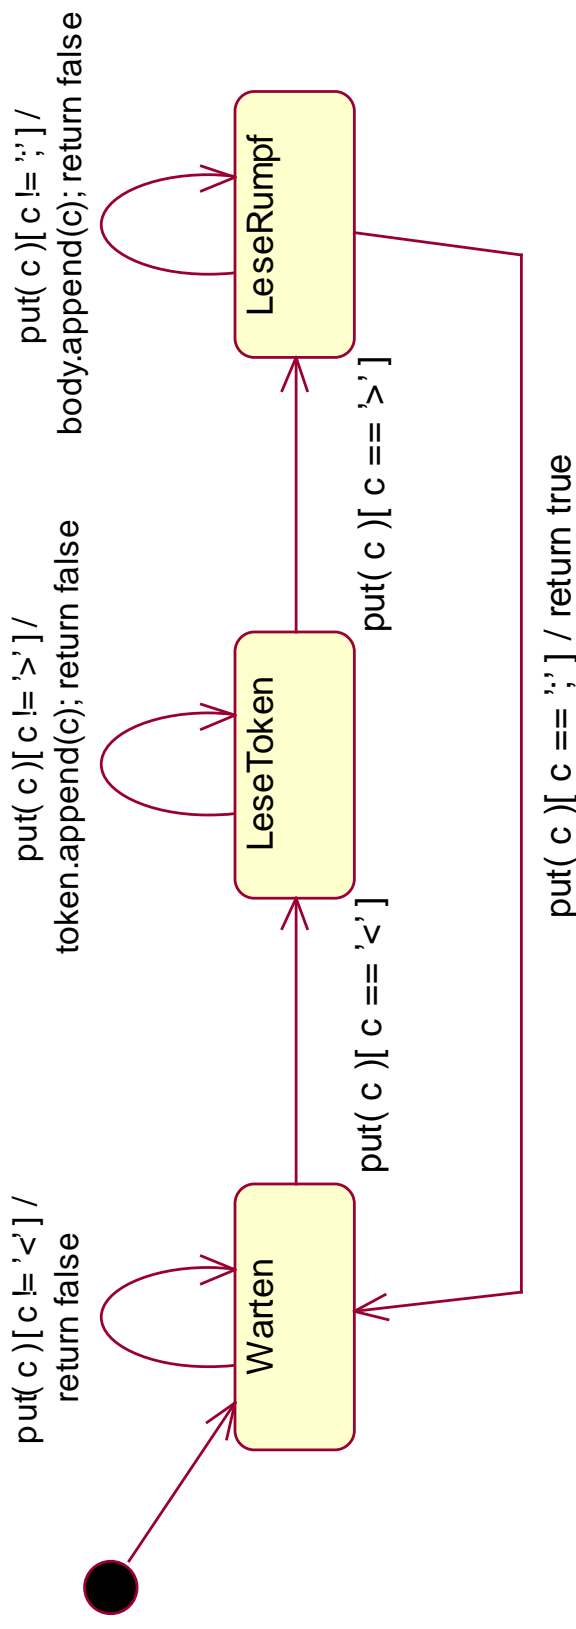 put( c )[ c != '<' ] /
return false
Warten
put( c )[ c == '<' ]
put( c )[ c != '>' ] /
token.append(c); return false
LeseToken
put( c )[ c == '>' ]
put( c )[ c != ';' ] /
body.append(c); return false
LeseRumpf
put( c )[ c == ';' ] / return true